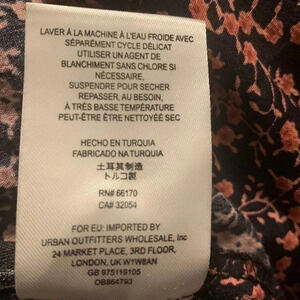 LAVER À LA MACHINE À L'EAU FROIDE AVEC
SÉPARÉMENT CYCLE DÉLICAT
UTILISER UN AGENT DE
BLANCHIMENT SANS CHLORE SI
NÉCESSAIRE,
SUSPENDRE POUR SECHER
REPASSER, AU BESOIN,
À TRÈS BASSE TEMPÉRATURE
PEUT-ÊTRE ÊTRE NETTOYÉE SEC
HECHO EN TURQUIA
FABRICADO NA TURQUIA
土耳其制造
トルコ製
RN# 66170
CA# 32054
FOR EU: IMPORTED BY
URBAN OUTFITTERS WHOLESALE, Inc
24 MARKET PLACE, 3RD FLOOR,
LONDON, UK W1W8AN
GB 975119105
OB864793